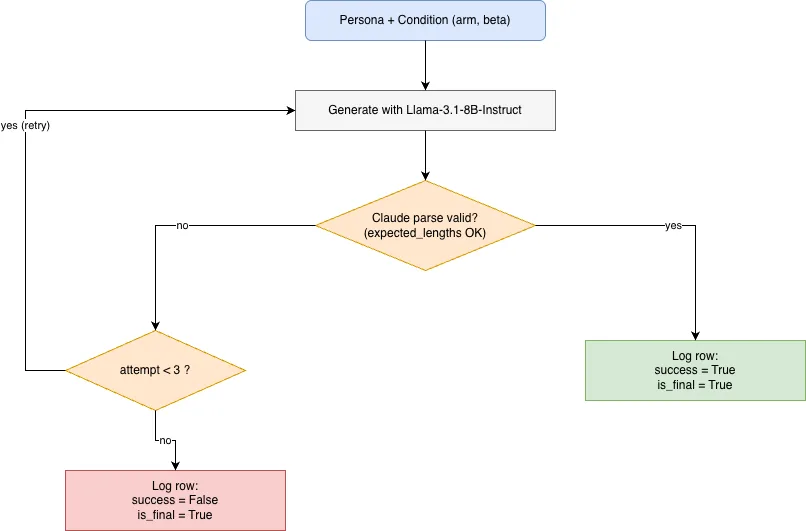 Persona + Condition (arm, beta)
Generate with Llama-3.1-8B-Instruct
yes (retry)
Claude parse valid?
(expected_lengths OK)
no
yes
attempt < 3 ?
Log row:
success = True
is_final = True
no
Log row:
success = False
is_final = True